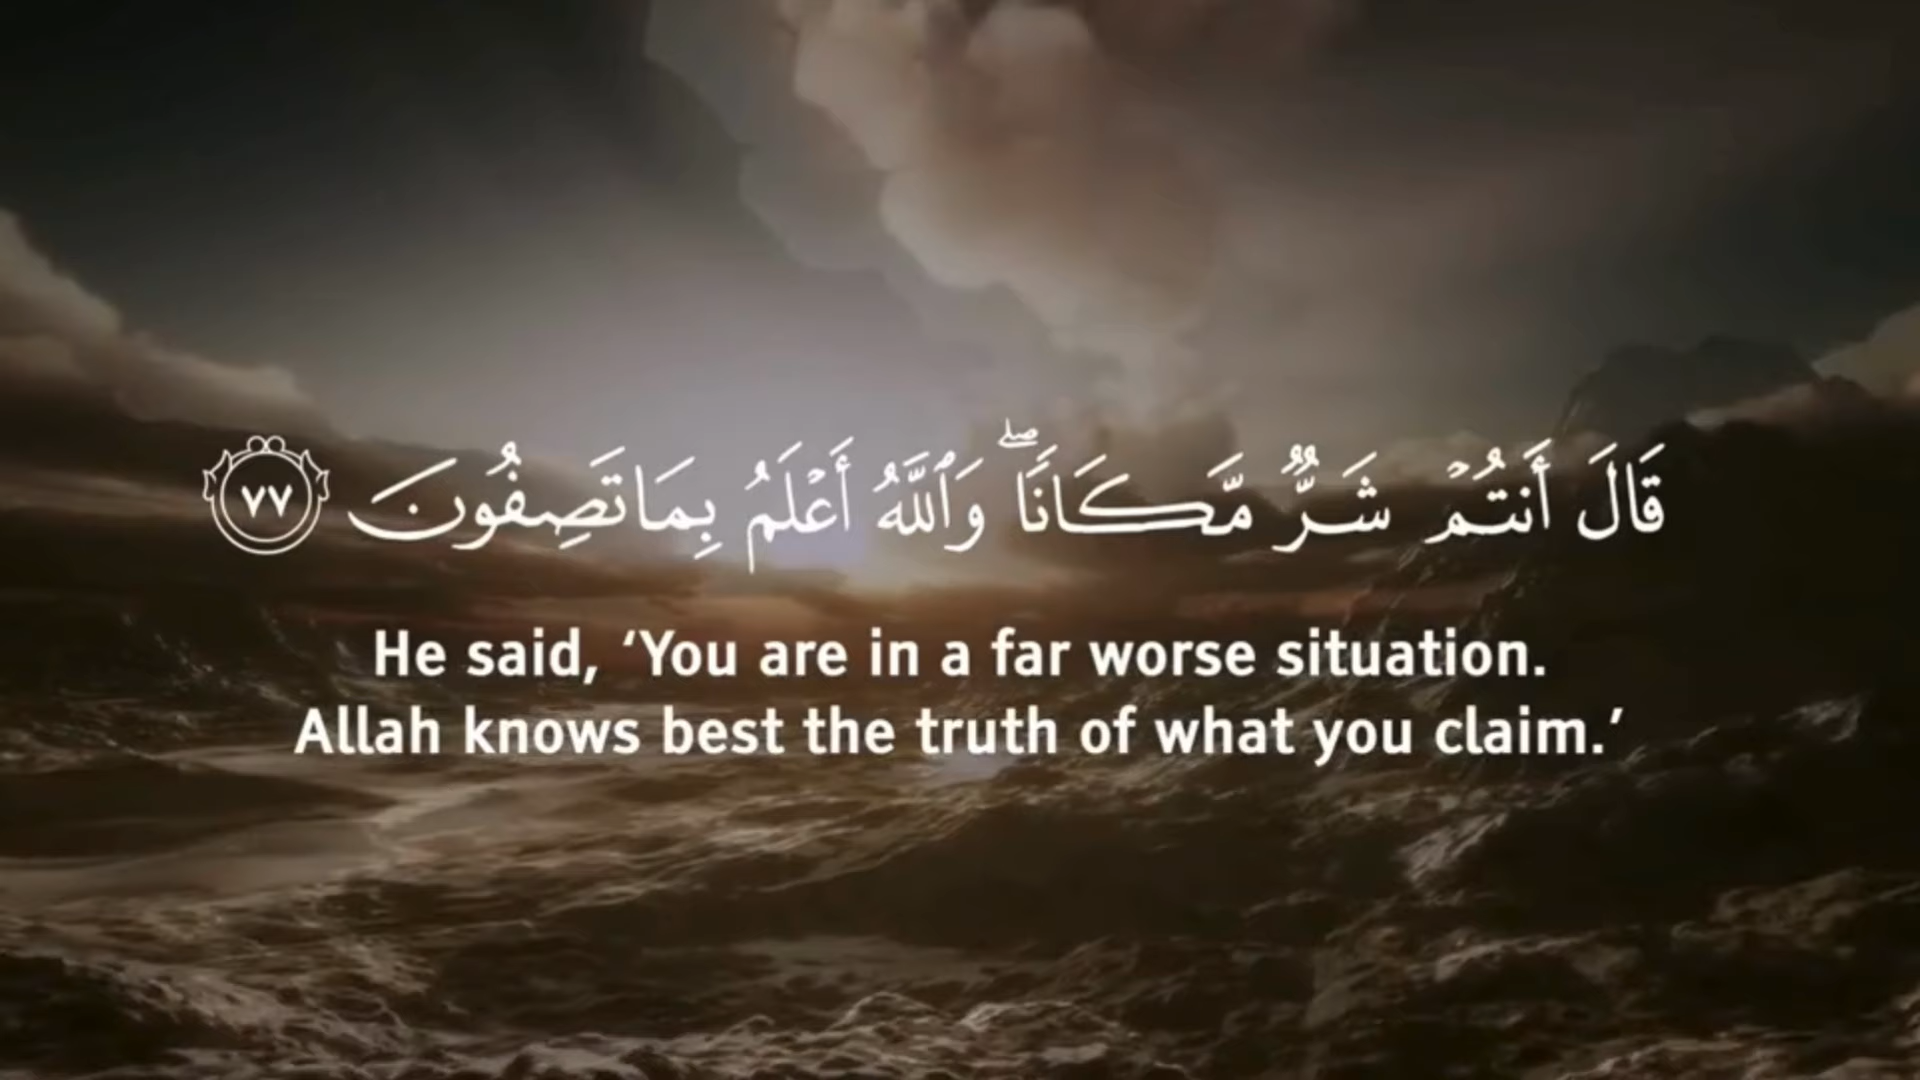 قَالَ أَنتُمۡ شَرّٞ مَّكَانٗاۖ وَٱللَّهُ أَعۡلَمُ بِمَا تَصِفُونَ ٧٧
He said, ‘You are in a far worse situation.
Allah knows best the truth of what you claim.’